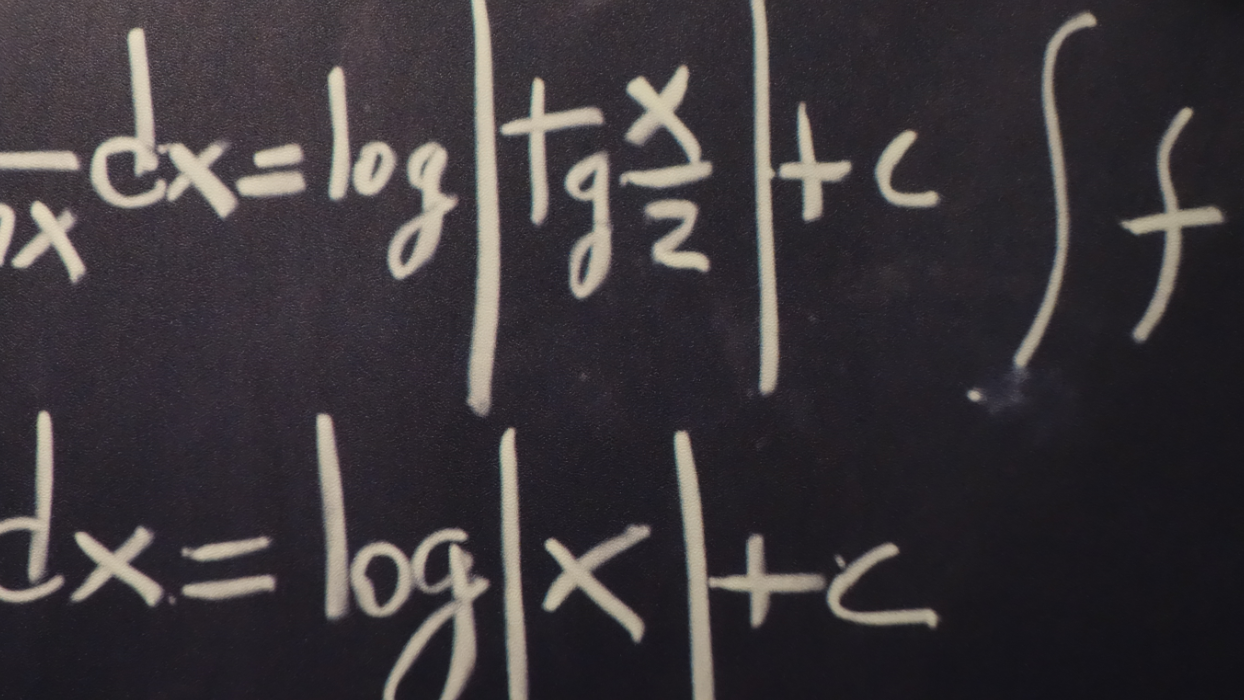 dx = log |tg x/2| + c ∫ f
x
dx = log |x| + c